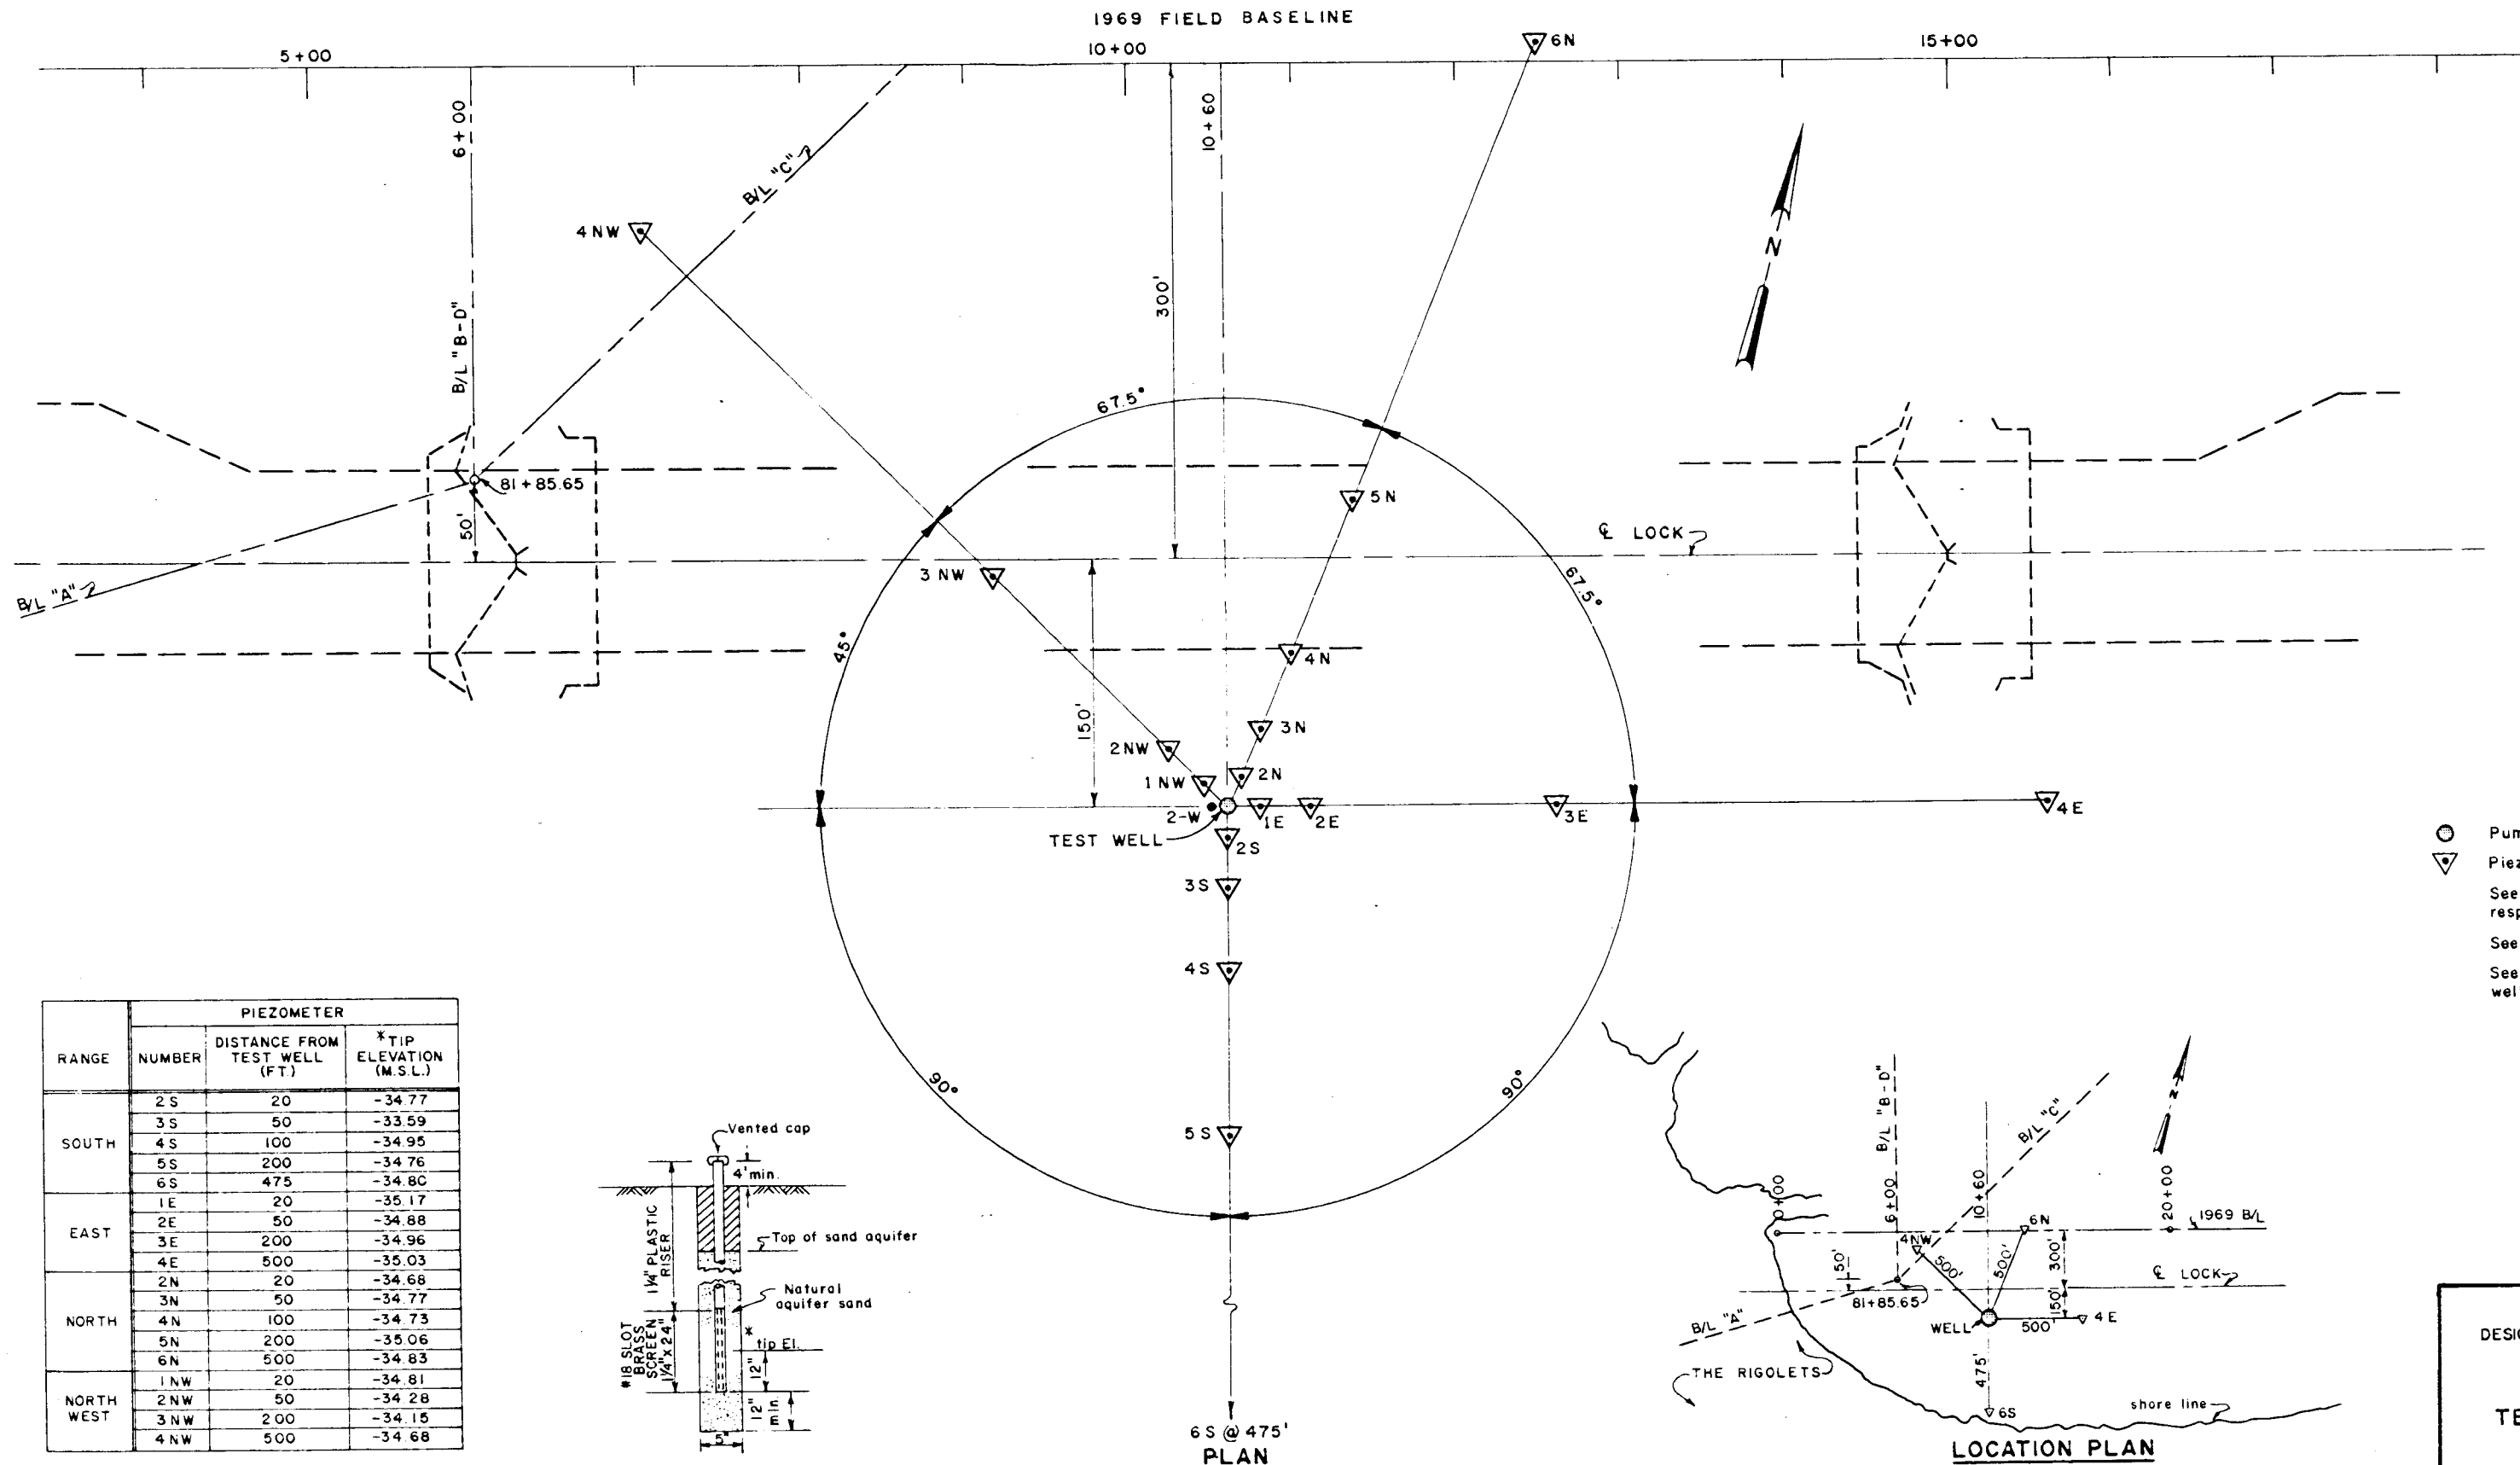 1969 FIELD BASELINE
5+00
10+00
15+00
6N
6+00
B/L "B-D"
B/L "C"
10+60
300'
N
4NW
67.5°
81+85.65
50'
5N
℄ LOCK
B/L "A"
3 NW
67.5°
45°
4N
150'
3N
2NW
2N
1 NW
2-W
1E
2E
3E
4E
TEST WELL
2S
3S
4S
90°
90°
5S
6S @ 475'
PLAN
Pum
Piez
See
resp
See
See
wel
RANGE
PIEZOMETER
NUMBER
DISTANCE FROM TEST WELL (FT.)
*TIP ELEVATION (M.S.L.)
SOUTH
2S 20 -34.77
3S 50 -33.59
4S 100 -34.95
5S 200 -34.76
6S 475 -34.80
EAST
1E 20 -35.17
2E 50 -34.88
3E 200 -34.96
4E 500 -35.03
NORTH
2N 20 -34.68
3N 50 -34.77
4N 100 -34.73
5N 200 -35.06
6N 500 -34.83
NORTH WEST
1NW 20 -34.81
2NW 50 -34.28
3NW 200 -34.15
4NW 500 -34.68
Vented cap
4' min.
1¼" PLASTIC RISER
Top of sand aquifer
Natural
aquifer sand
#18 SLOT
BRASS
SCREEN
1¼" x 24"
*
tip El.
12"
12" min.
5"
B/L "B-D"
B/L "C"
N
0+00
6+00
10+60
20+00
1969 B/L
6N
4NW
50'
500'
500'
300'
℄ LOCK
81+85.65
150'
B/L "A"
WELL
500'
4E
THE RIGOLETS
475'
6S
shore line
LOCATION PLAN
DESIG
TE